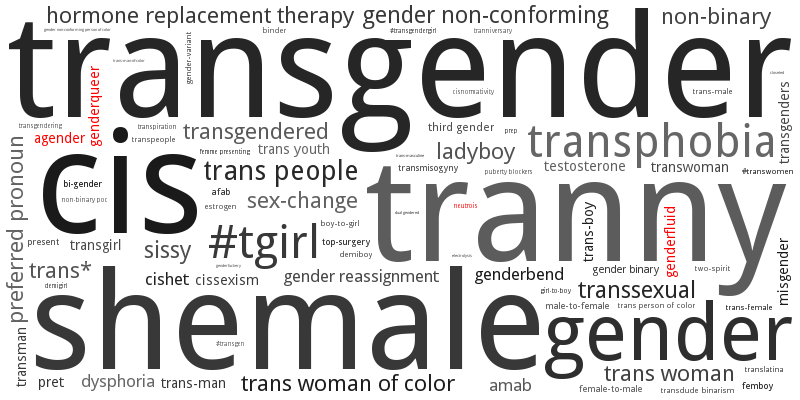 hormone replacement therapy
gender non-conforming
non-binary
gender non-conforming person of color
binder
#transgendergirl
tranniversary
transgender
gender-variant
trans man of color
closeted
cisnormativity
trans-male
transgenders
genderqueer
transgendering
transpiration
transgendered
third gender
prep
transphobia
agender
transpeople
femme presenting
trans youth
ladyboy
cis
trans people
transmisogyny
puberty blockers
testosterone
transwoman
#transwomen
preferred pronoun
bi-gender
afab
non-binary poc
estrogen
sex-change
tranny
neutrois
trans-boy
genderfluid
boy-to-girl
#tgirl
present
transgirl
sissy
top-surgery
demiboy
electrolysis
misgender
trans*
genderfuckery
cishet
cissexism
gender reassignment
genderbend
gender binary
two-spirit
demigirl
girl-to-boy
transsexual
shemale
male-to-female
trans person of color
trans-female
gender
transman
#transgen
trans woman
translatina
pret
dysphoria
trans-man
trans woman of color
amab
female-to-male
transdude
binarism
femboy